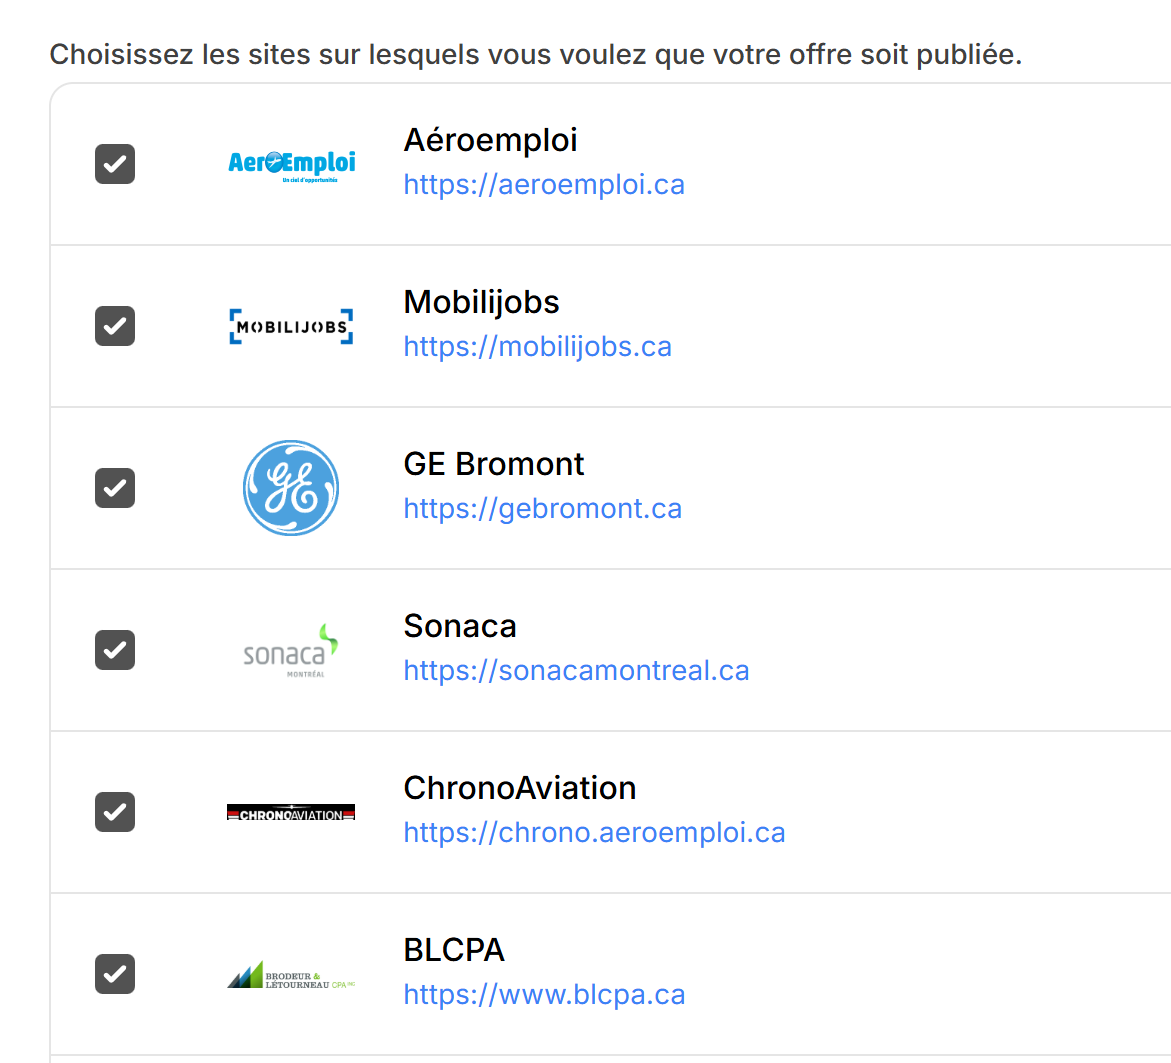 Choisissez les sites sur lesquels vous voulez que votre offre soit publiée.
AeroEmploi
Un ciel d'opportunités
Aéroemploi
https://aeroemploi.ca
MOBILIJOBS
Mobilijobs
https://mobilijobs.ca
GE
GE Bromont
https://gebromont.ca
sonaca
MONTRÉAL
Sonaca
https://sonacamontreal.ca
CHRONOAVIATION
ChronoAviation
https://chrono.aeroemploi.ca
BRODEUR &
LÉTOURNEAU CPA INC
BLCPA
https://www.blcpa.ca